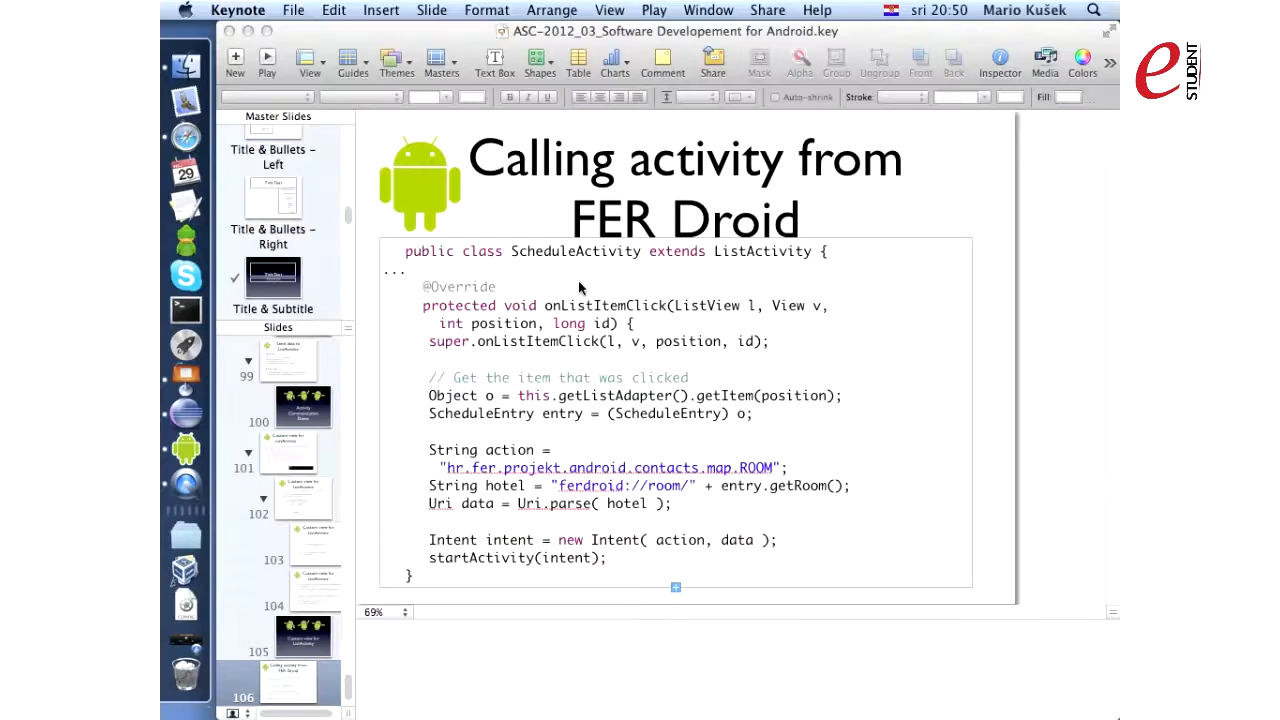 Keynote File Edit Insert Slide Format Arrange View Play Window Share Help sri 20:50 Mario Kušek
ASC-2012_03_Software Developement for Android.key
New Play View Guides Themes Masters Text Box Shapes Table Charts Comment Share Mask Alpha Group Ungroup Front Back Inspector Media Colors
B I U Auto-shrink Stroke: Fill:
e STUDENT
Master Slides
Title & Bullets –
Left
Title & Bullets –
Right
Title & Subtitle
Slides
99
100
101
102
103
104
105
106
Calling activity from
FER Droid
public class ScheduleActivity extends ListActivity {
...
@Override
protected void onListItemClick(ListView l, View v,
int position, long id) {
super.onListItemClick(l, v, position, id);
// Get the item that was clicked
Object o = this.getListAdapter().getItem(position);
ScheduleEntry entry = (ScheduleEntry) o;
String action =
"hr.fer.projekt.android.contacts.map.ROOM";
String hotel = "ferdroid://room/" + entry.getRoom();
Uri data = Uri.parse( hotel );
Intent intent = new Intent( action, data );
startActivity(intent);
}
69%